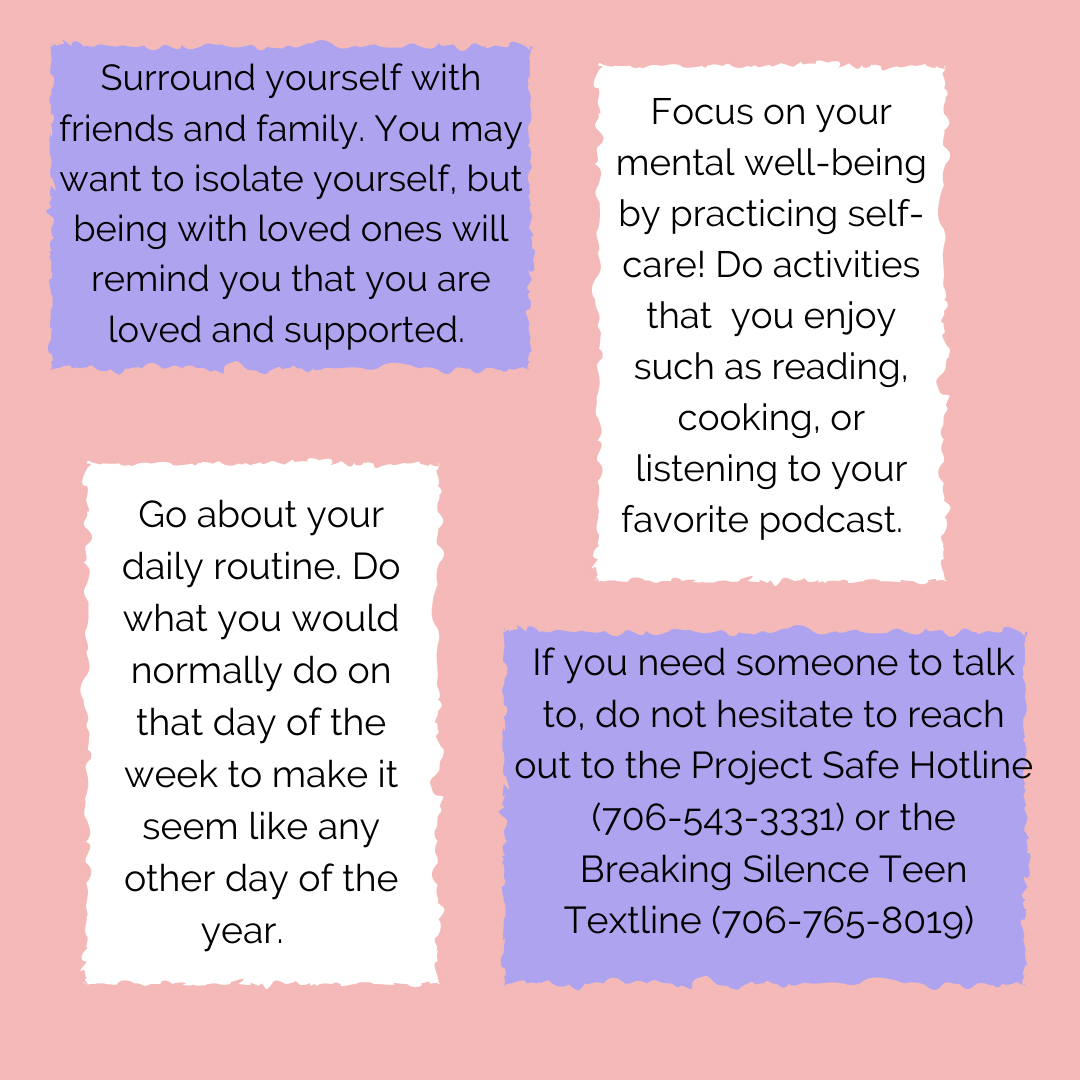 Surround yourself with
friends and family. You may
want to isolate yourself, but
being with loved ones will
remind you that you are
loved and supported.
Focus on your
mental well-being
by practicing self-
care! Do activities
that  you enjoy
such as reading,
cooking, or
listening to your
favorite podcast.
Go about your
daily routine. Do
what you would
normally do on
that day of the
week to make it
seem like any
other day of the
year.
If you need someone to talk
to, do not hesitate to reach
out to the Project Safe Hotline
(706-543-3331) or the
Breaking Silence Teen
Textline (706-765-8019)